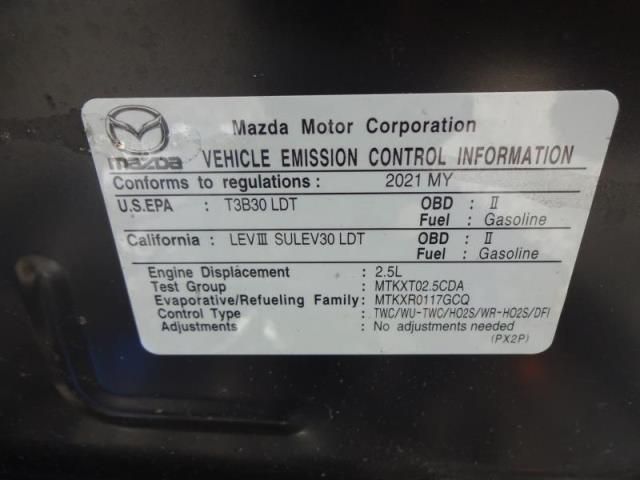 Mazda Motor Corporation
mazda VEHICLE EMISSION CONTROL INFORMATION
Conforms to regulations : 2021 MY
U.S.EPA : T3B30 LDT OBD : II
Fuel : Gasoline
California : LEVIII SULEV30 LDT OBD : II
Fuel : Gasoline
Engine Displacement : 2.5L
Test Group : MTKXT02.5CDA
Evaporative/Refueling Family: MTKXR0117GCQ
Control Type : TWC/WU-TWC/HO2S/WR-HO2S/DFI
Adjustments : No adjustments needed
(PX2P)